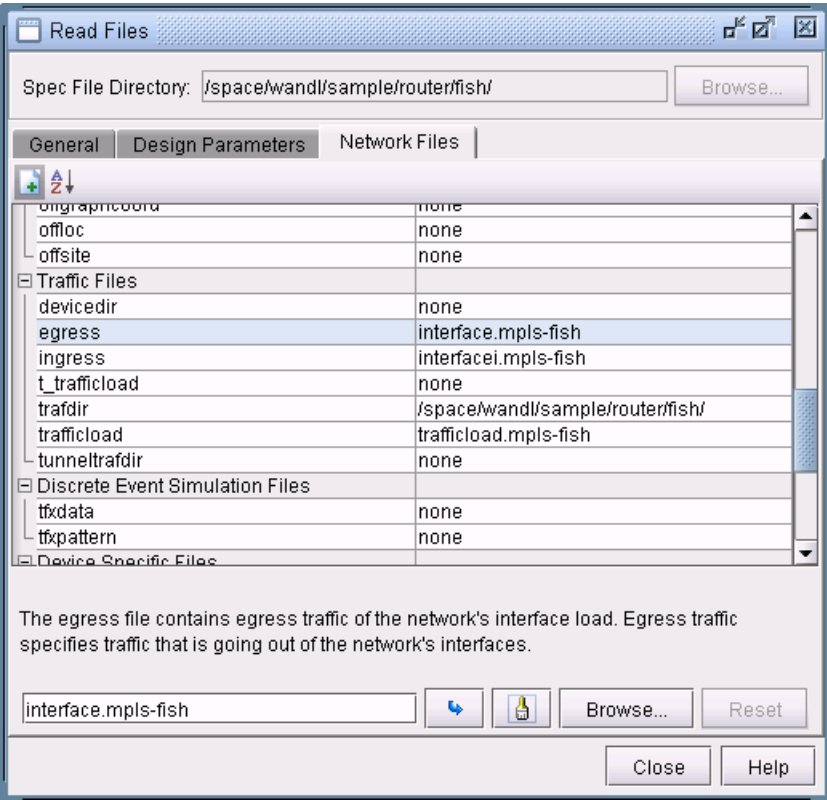 Read Files
Spec File Directory: /space/wandl/sample/router/fish/ Browse...
General Design Parameters Network Files
offloc none
offsite none
Traffic Files
devicedir none
egress interface.mpls-fish
ingress interfacei.mpls-fish
t_trafficload none
trafdir /space/wandl/sample/router/fish/
trafficload trafficload.mpls-fish
tunneltrafdir none
Discrete Event Simulation Files
tfxdata none
tfxpattern none
Device Specific Files
The egress file contains egress traffic of the network's interface load. Egress traffic
specifies traffic that is going out of the network's interfaces.
interface.mpls-fish Browse... Reset
Close Help